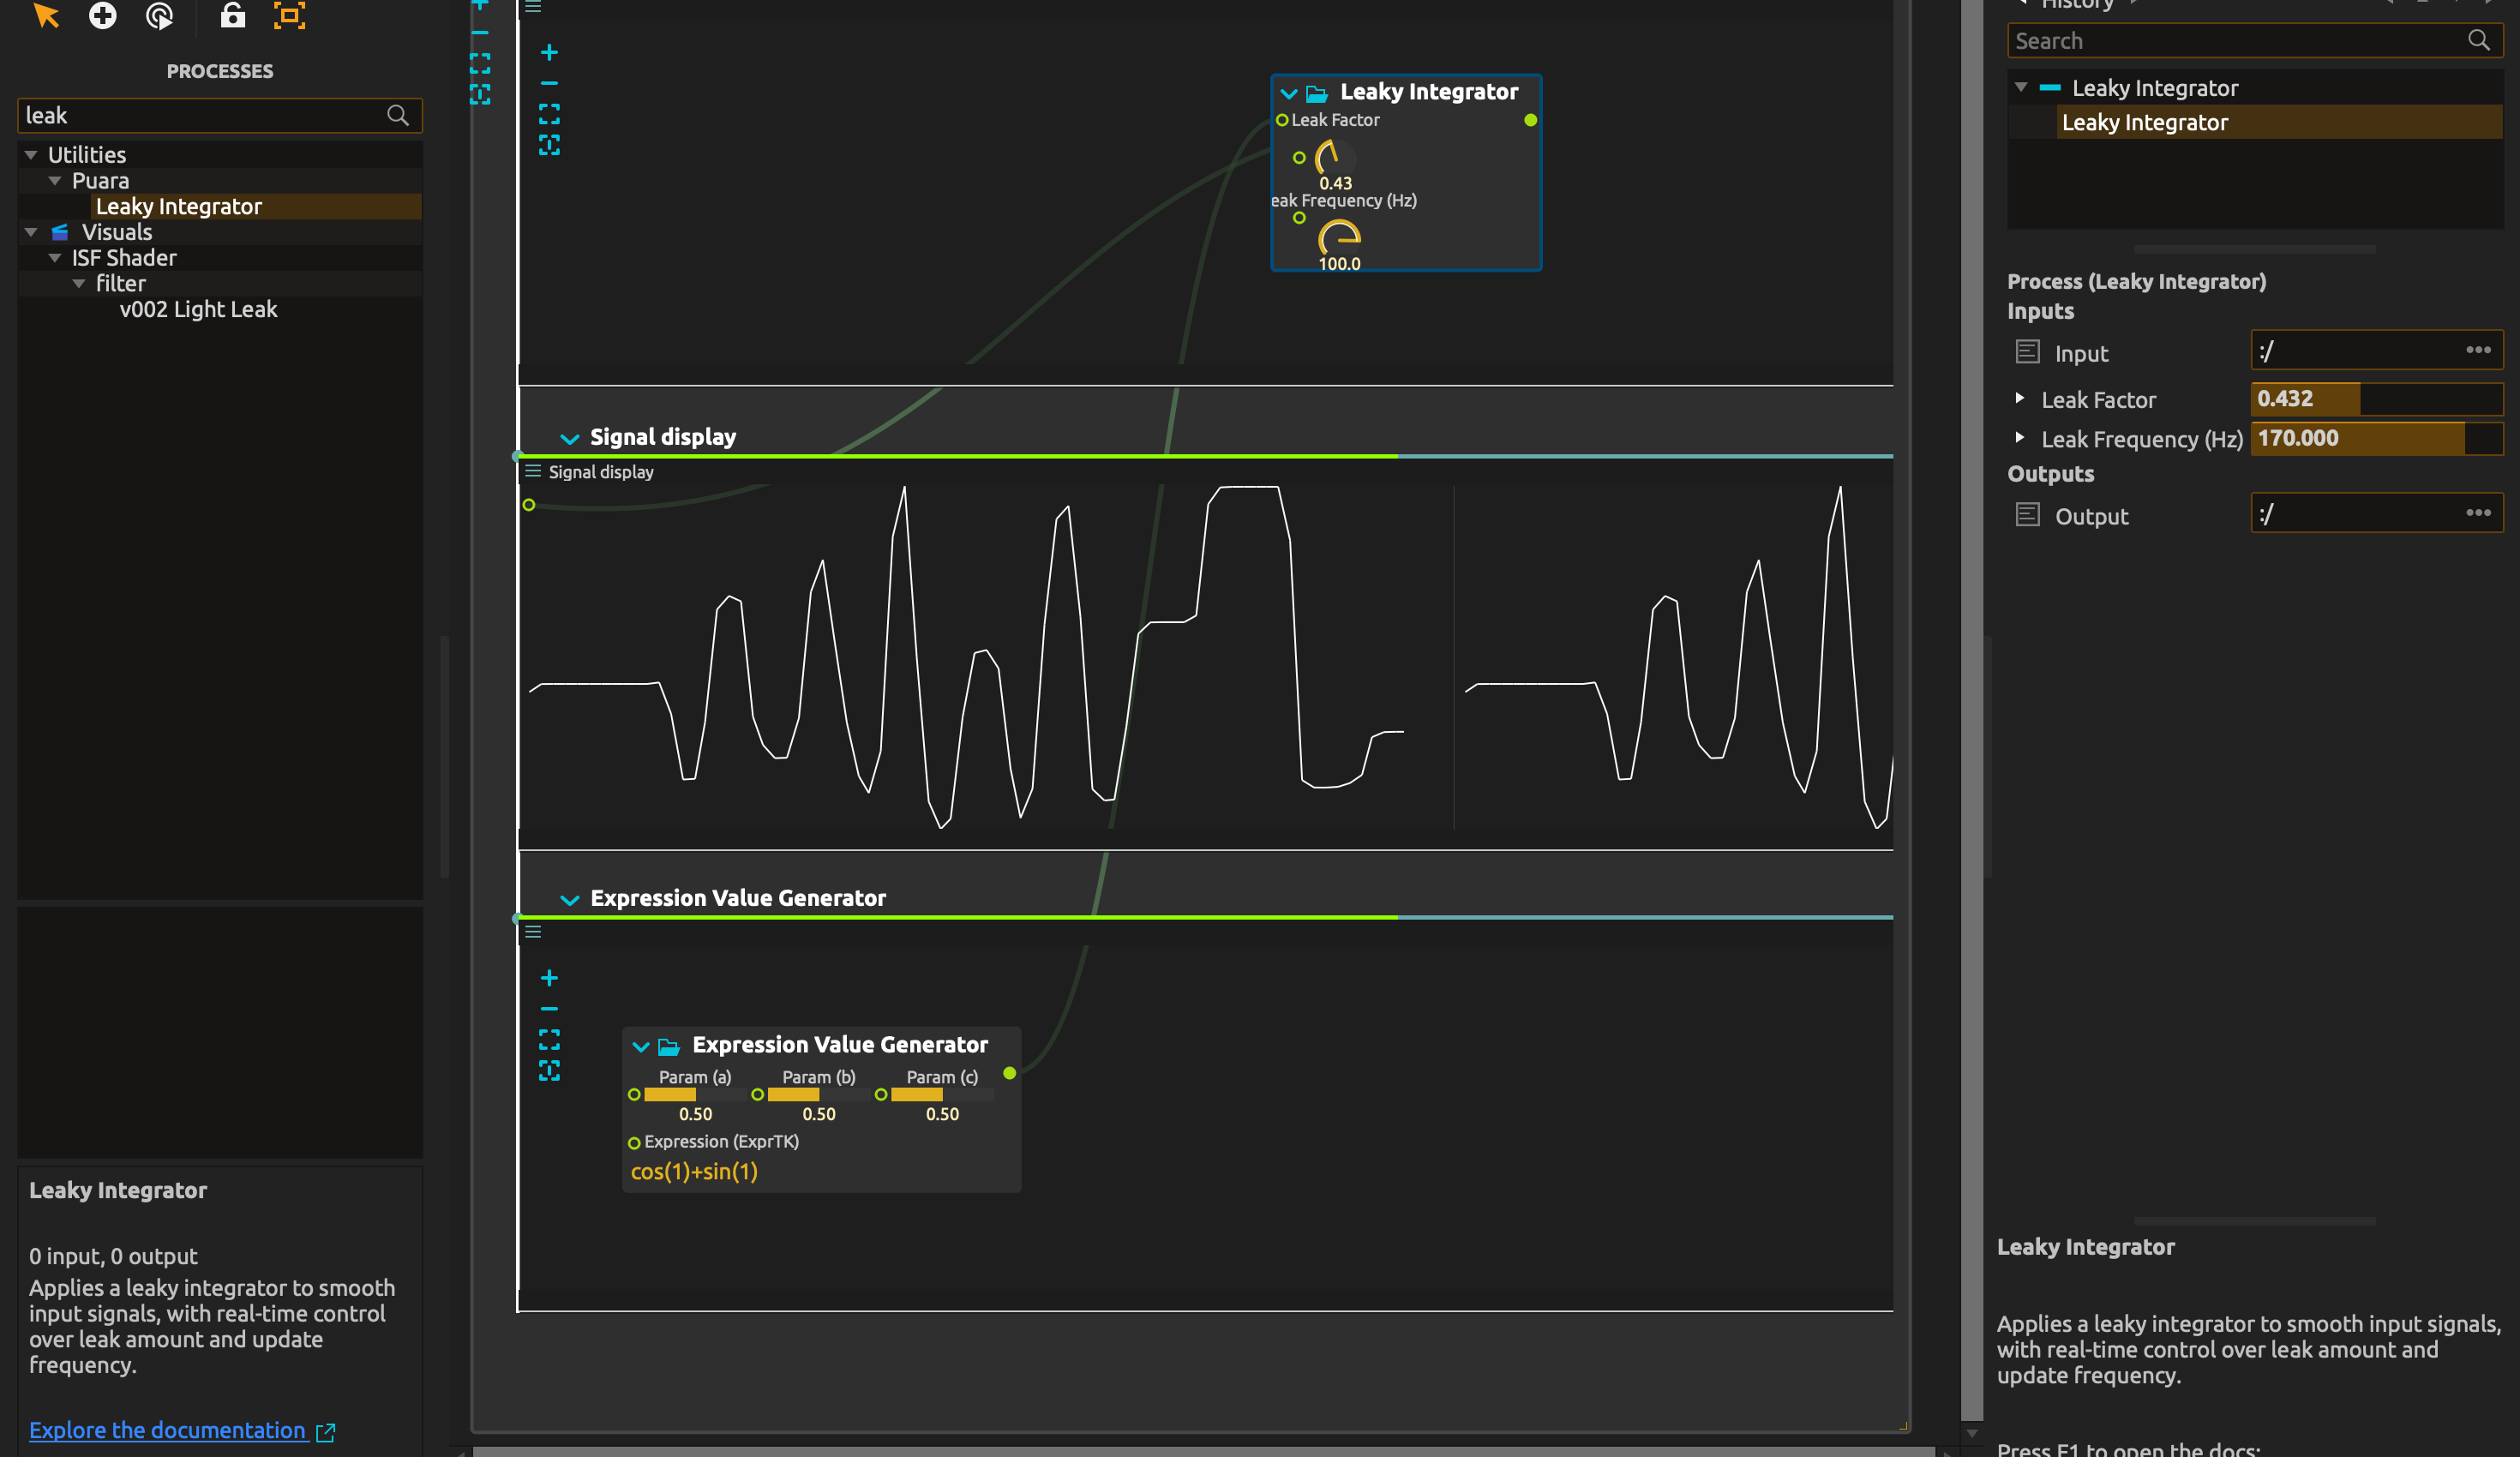 PROCESSES
leak
Utilities
Puara
Leaky Integrator
Visuals
ISF Shader
filter
v002 Light Leak
Leaky Integrator
0 input, 0 output
Applies a leaky integrator to smooth
input signals, with real-time control
over leak amount and update
frequency.
Explore the documentation
Leaky Integrator
Leak Factor
0.43
eak Frequency (Hz)
100.0
Signal display
Signal display
Expression Value Generator
Expression Value Generator
Param (a) Param (b) Param (c)
0.50 0.50 0.50
Expression (ExprTK)
cos(1)+sin(1)
History
Search
Leaky Integrator
Leaky Integrator
Process (Leaky Integrator)
Inputs
Input :/ •••
Leak Factor 0.432
Leak Frequency (Hz) 170.000
Outputs
Output :/ •••
Leaky Integrator
Applies a leaky integrator to smooth input signals,
with real-time control over leak amount and
update frequency.
Press F1 to open the docs: